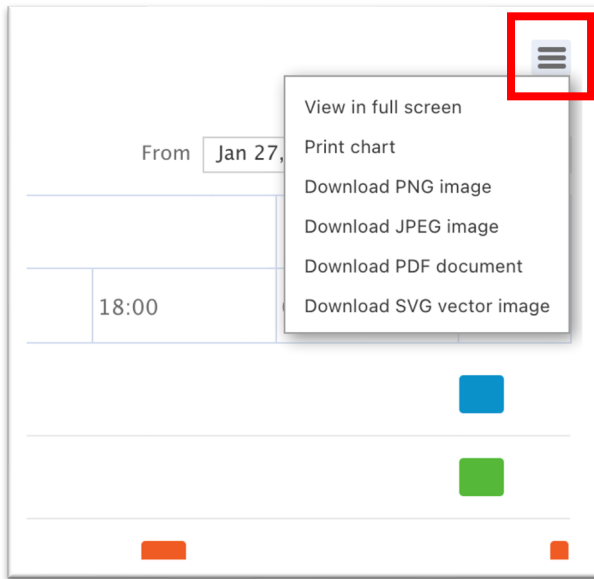 View in full screen
From Jan 27,
Print chart
Download PNG image
Download JPEG image
Download PDF document
18:00
Download SVG vector image